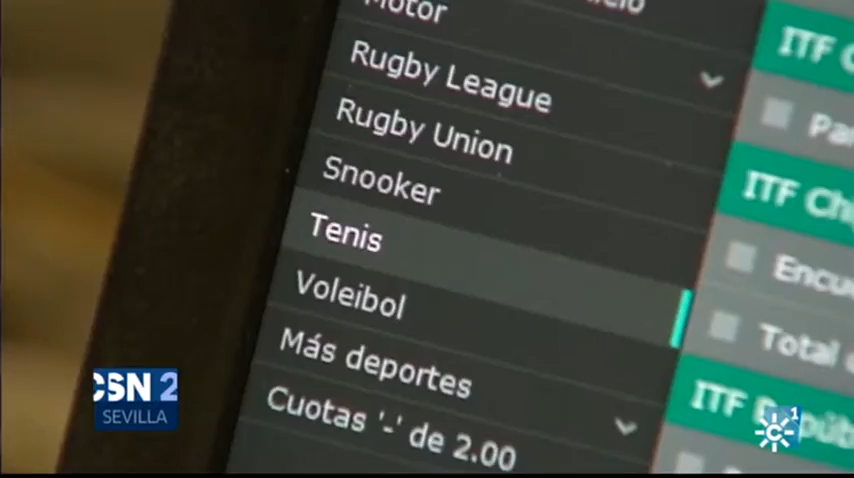 Motor
Rugby League
Rugby Union
Snooker
Tenis
Voleibol
Más deportes
Cuotas '-' de 2.00
ITF
ITF
Total
ITF
CSN 2
SEVILLA
1